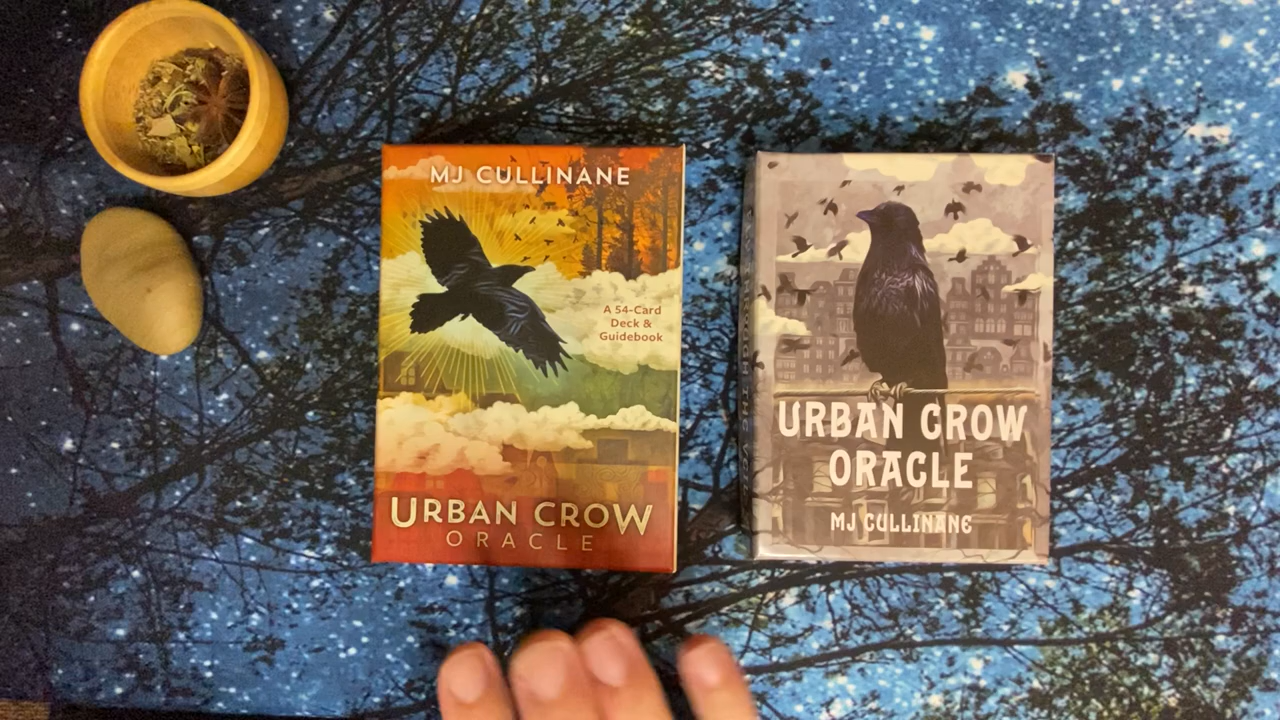 MJ CULLINANE
A 54-Card
Deck &
Guidebook
URBAN CROW
ORACLE
URBAN CROW
ORACLE
MJ CULLINANE